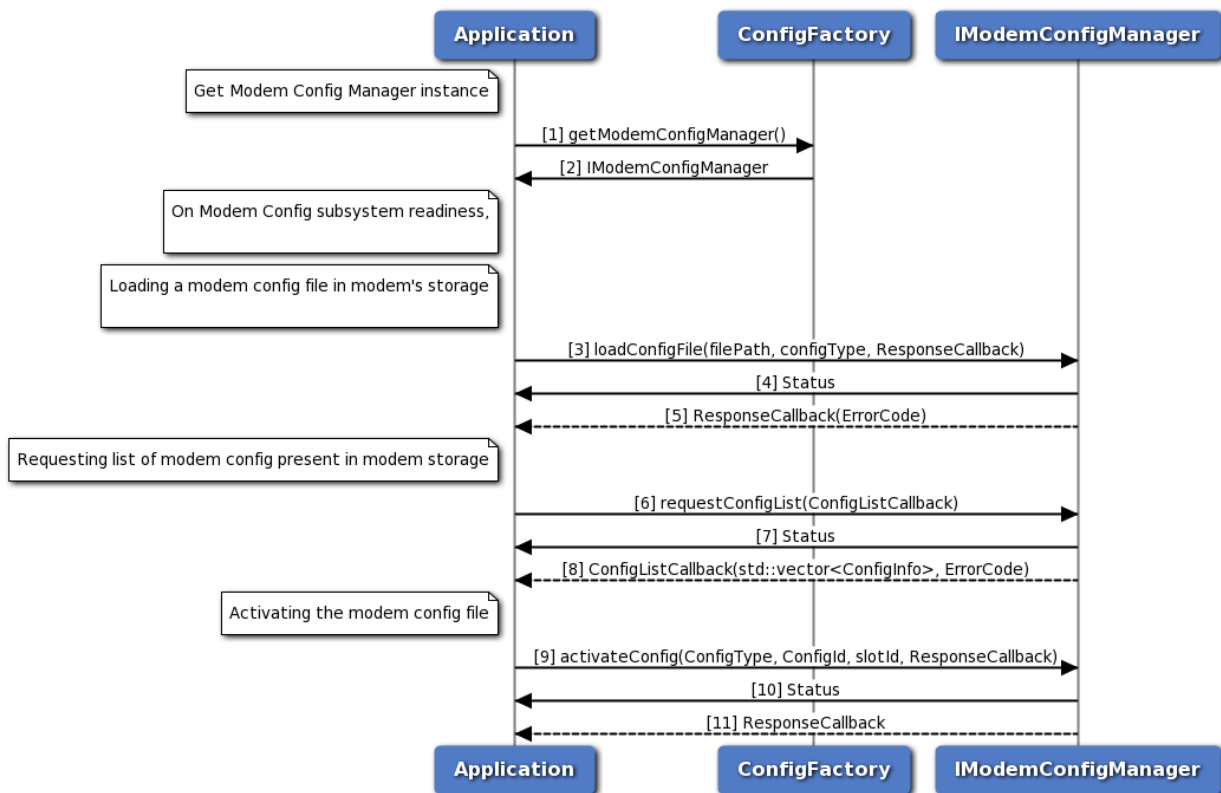 Application
ConfigFactory
IModemConfigManager
Get Modem Config Manager instance
[1] getModemConfigManager()
[2] IModemConfigManager
On Modem Config subsystem readiness,
Loading a modem config file in modem's storage
[3] loadConfigFile(filePath, configType, ResponseCallback)
[4] Status
[5] ResponseCallback(ErrorCode)
Requesting list of modem config present in modem storage
[6] requestConfigList(ConfigListCallback)
[7] Status
[8] ConfigListCallback(std::vector<ConfigInfo>, ErrorCode)
Activating the modem config file
[9] activateConfig(ConfigType, ConfigId, slotId, ResponseCallback)
[10] Status
[11] ResponseCallback
Application
ConfigFactory
IModemConfigManager